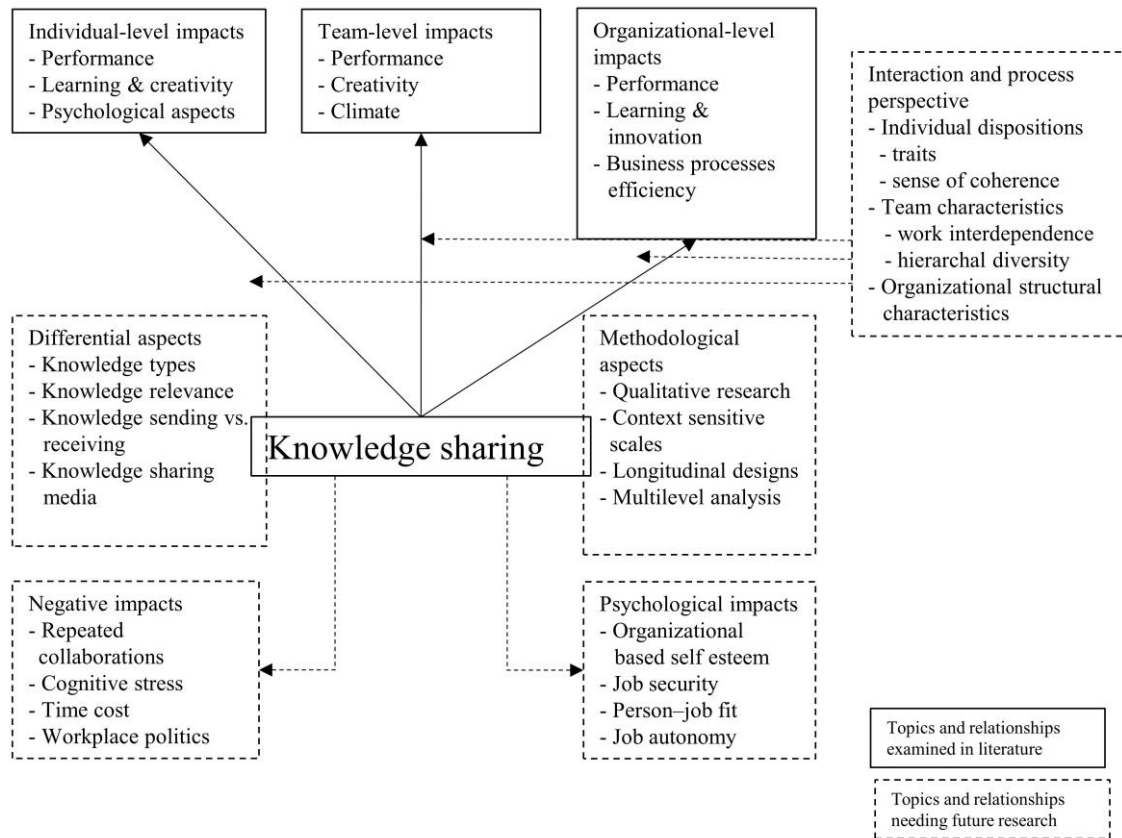 Individual-level impacts
- Performance
- Learning & creativity
- Psychological aspects
Team-level impacts
- Performance
- Creativity
- Climate
Organizational-level
impacts
- Performance
- Learning &
innovation
- Business processes
efficiency
Interaction and process
perspective
- Individual dispositions
- traits
- sense of coherence
- Team characteristics
- work interdependence
- hierarchal diversity
- Organizational structural
characteristics
Differential aspects
- Knowledge types
- Knowledge relevance
- Knowledge sending vs.
receiving
- Knowledge sharing
media
Knowledge sharing
Methodological
aspects
- Qualitative research
- Context sensitive
scales
- Longitudinal designs
- Multilevel analysis
Negative impacts
- Repeated
collaborations
- Cognitive stress
- Time cost
- Workplace politics
Psychological impacts
- Organizational
based self esteem
- Job security
- Person–job fit
- Job autonomy
Topics and relationships
examined in literature
Topics and relationships
needing future research